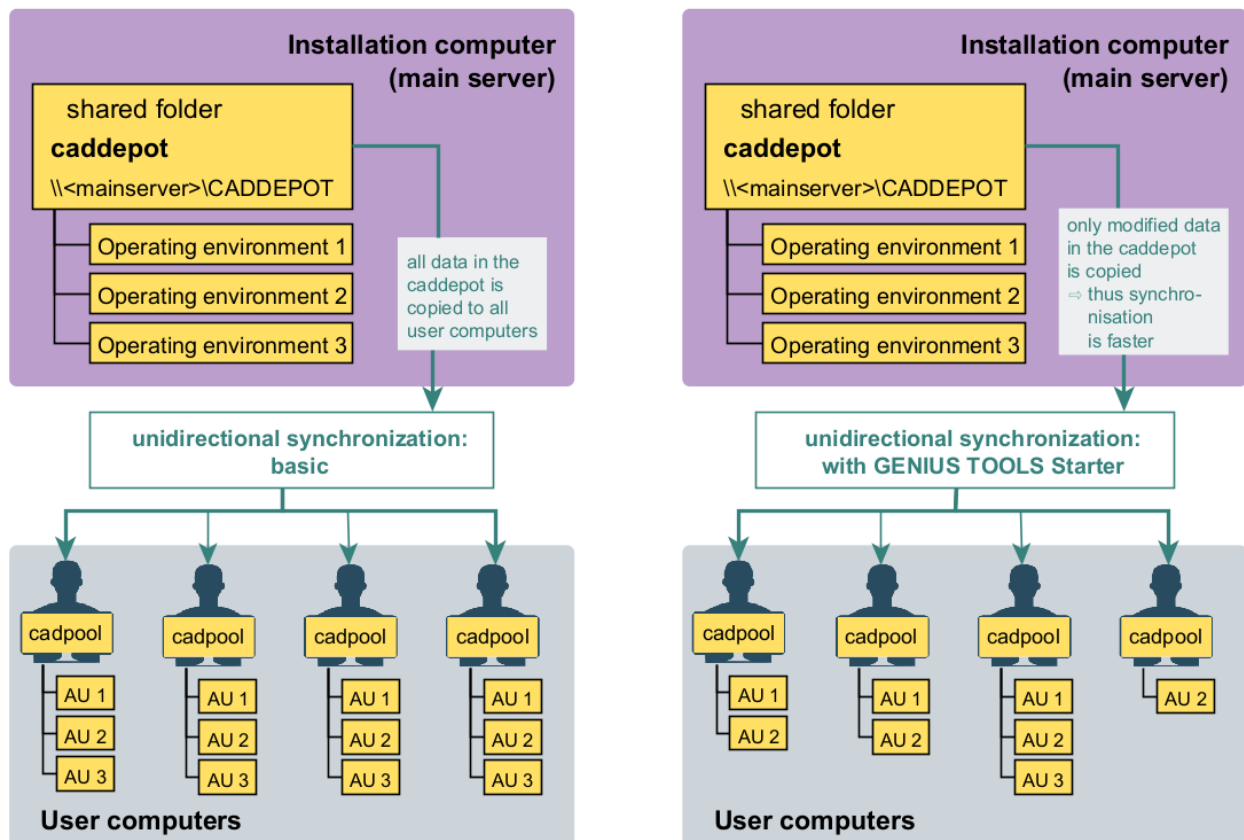 Installation computer
(main server)
shared folder
caddepot
\\<mainserver>\CADDEPOT
Operating environment 1
Operating environment 2
Operating environment 3
all data in the
caddepot is
copied to all
user computers
unidirectional synchronization:
basic
cadpool
AU 1
AU 2
AU 3
cadpool
AU 1
AU 2
AU 3
cadpool
AU 1
AU 2
AU 3
cadpool
AU 1
AU 2
AU 3
User computers
Installation computer
(main server)
shared folder
caddepot
\\<mainserver>\CADDEPOT
Operating environment 1
Operating environment 2
Operating environment 3
only modified data
in the caddepot
is copied
⇨ thus synchro-
nisation
is faster
unidirectional synchronization:
with GENIUS TOOLS Starter
cadpool
AU 1
AU 2
cadpool
AU 1
AU 2
cadpool
AU 1
AU 2
AU 3
cadpool
AU 2
User computers